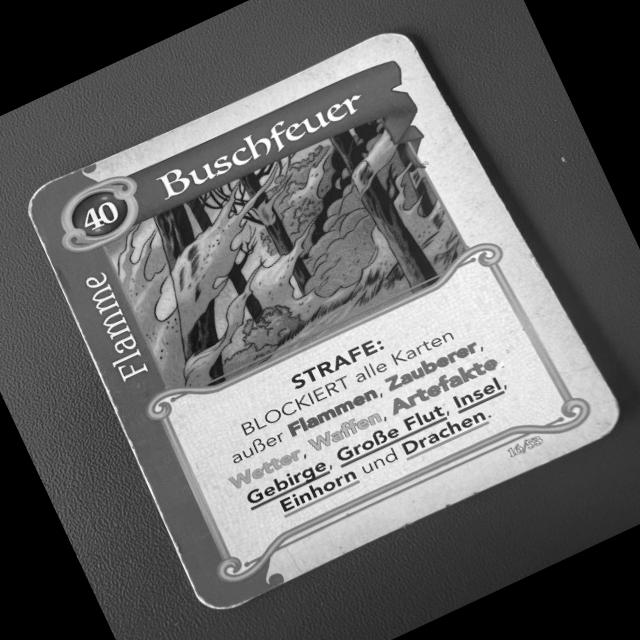 Buschfeuer
40
Flamme
STRAFE:
BLOCKIERT alle Karten
außer Flammen, Zauberer,
Wetter, Waffen, Artefakte
Gebirge, Große Flut, Insel,
Einhorn und Drachen.